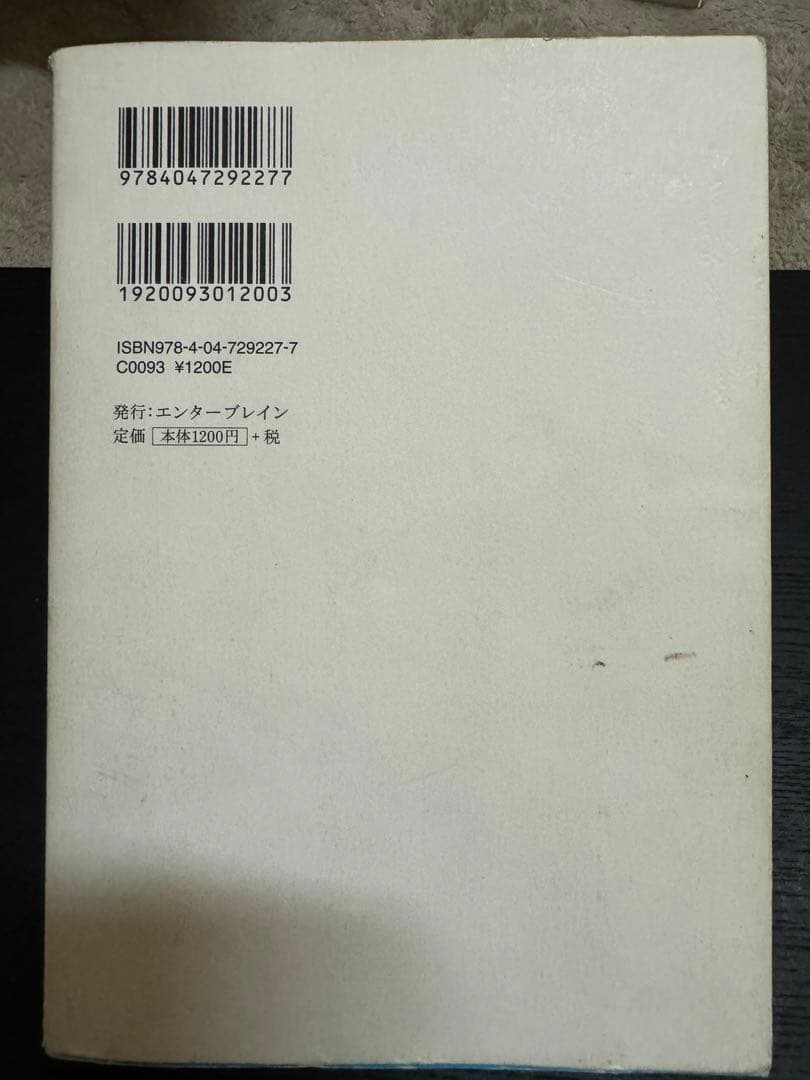 9784047292277
1920093012003
ISBN978-4-04-729227-7
C0093 ¥1200E
発行:エンターブレイン
定価 本体1200円 +税